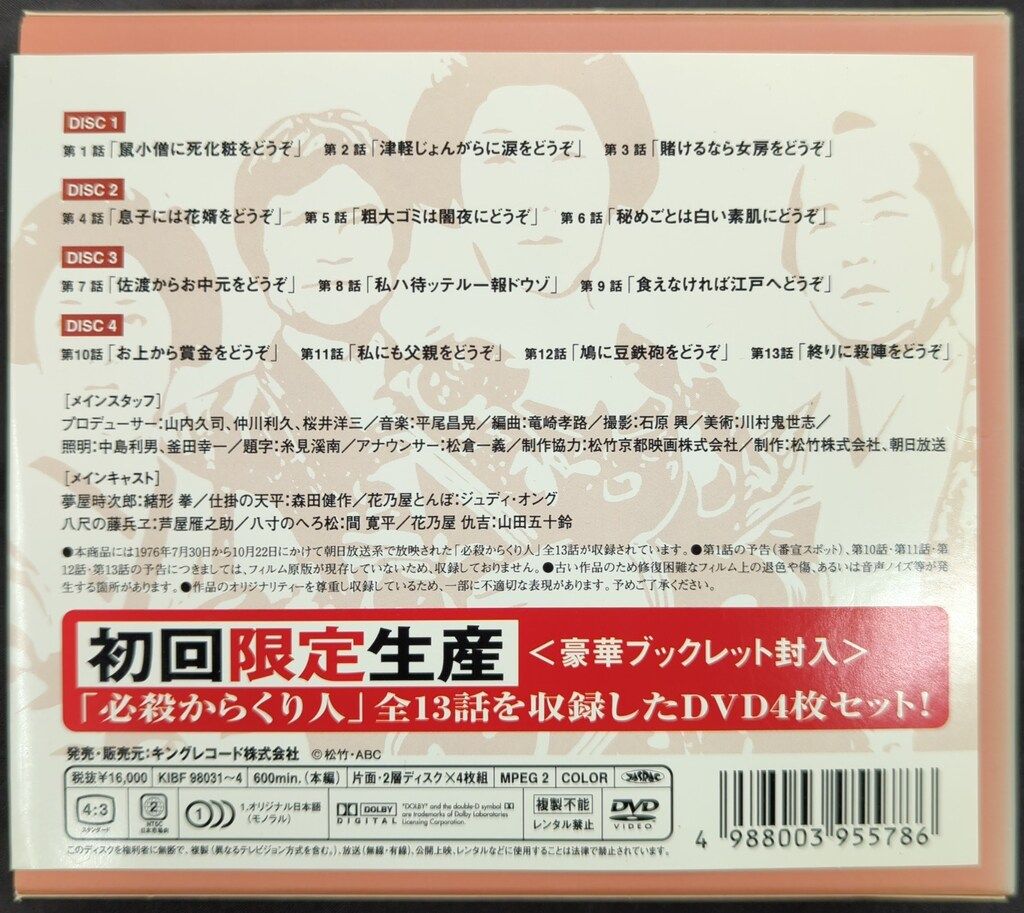 DISC 1
第1話「鼠小僧に死化粧をどうぞ」 第2話「津軽じょんがらに涙をどうぞ」 第3話「賭けるなら女房をどうぞ」
DISC 2
第4話「息子には花婿をどうぞ」 第5話「粗大ゴミは闇夜にどうぞ」 第6話「秘めごとは白い素肌にどうぞ」
DISC 3
第7話「佐渡からお中元をどうぞ」 第8話「私ハ待ッテル一報ドウゾ」 第9話「食えなければ江戸へどうぞ」
DISC 4
第10話「お上から賞金をどうぞ」 第11話「私にも父親をどうぞ」 第12話「鳩に豆鉄砲をどうぞ」 第13話「終りに殺陣をどうぞ」
[メインスタッフ]
プロデューサー:山内久司、仲川利久、桜井洋三/音楽:平尾昌晃/編曲:竜崎孝路/撮影:石原 興/美術:川村鬼世志/
照明:中島利男、釜田幸一/題字:糸見溪南/アナウンサー:松倉一義/制作協力:松竹京都映画株式会社/制作:松竹株式会社、朝日放送
[メインキャスト]
夢屋時次郎:緒形 拳/仕掛の天平:森田健作/花乃屋とんぼ:ジュディ・オング
八尺の藤兵ヱ:芦屋雁之助/八寸のへろ松:間 寛平/花乃屋 仇吉:山田五十鈴
●本商品には1976年7月30日から10月22日にかけて朝日放送系で放映された「必殺からくり人」全13話が収録されています。●第1話の予告(番宣スポット)、第10話・第11話・第
12話・第13話の予告につきましては、フィルム原版が現存していないため、収録しておりません。●古い作品のため修復困難なフィルム上の退色や傷、あるいは音声ノイズ等が発
生する箇所があります。●作品のオリジナリティーを尊重し収録しているため、一部に不適切な表現があります。予めご了承ください。
初回限定生産 <豪華ブックレット封入>
「必殺からくり人」全13話を収録したDVD4枚セット!
発売・販売元:キングレコード株式会社 ©松竹・ABC
税抜¥16,000 KIBF 98031~4 600min.(本編) 片面・2層ディスク×4枚組 MPEG 2 COLOR JASRAC
4:3 スタンダード 2 NTSC 日本市場向 1 1.オリジナル日本語 (モノラル) DOLBY DIGITAL "DOLBY" and the double-D symbol are trademarks of Dolby Laboratories Licensing Corporation. 複製不能 レンタル禁止 DVD VIDEO
4 988003 955786
このディスクを権利者に無断で、複製(異なるテレビジョン方式を含む。)、放送(無線・有線)、公開上映、レンタルなどに使用することは法律で禁止されています。